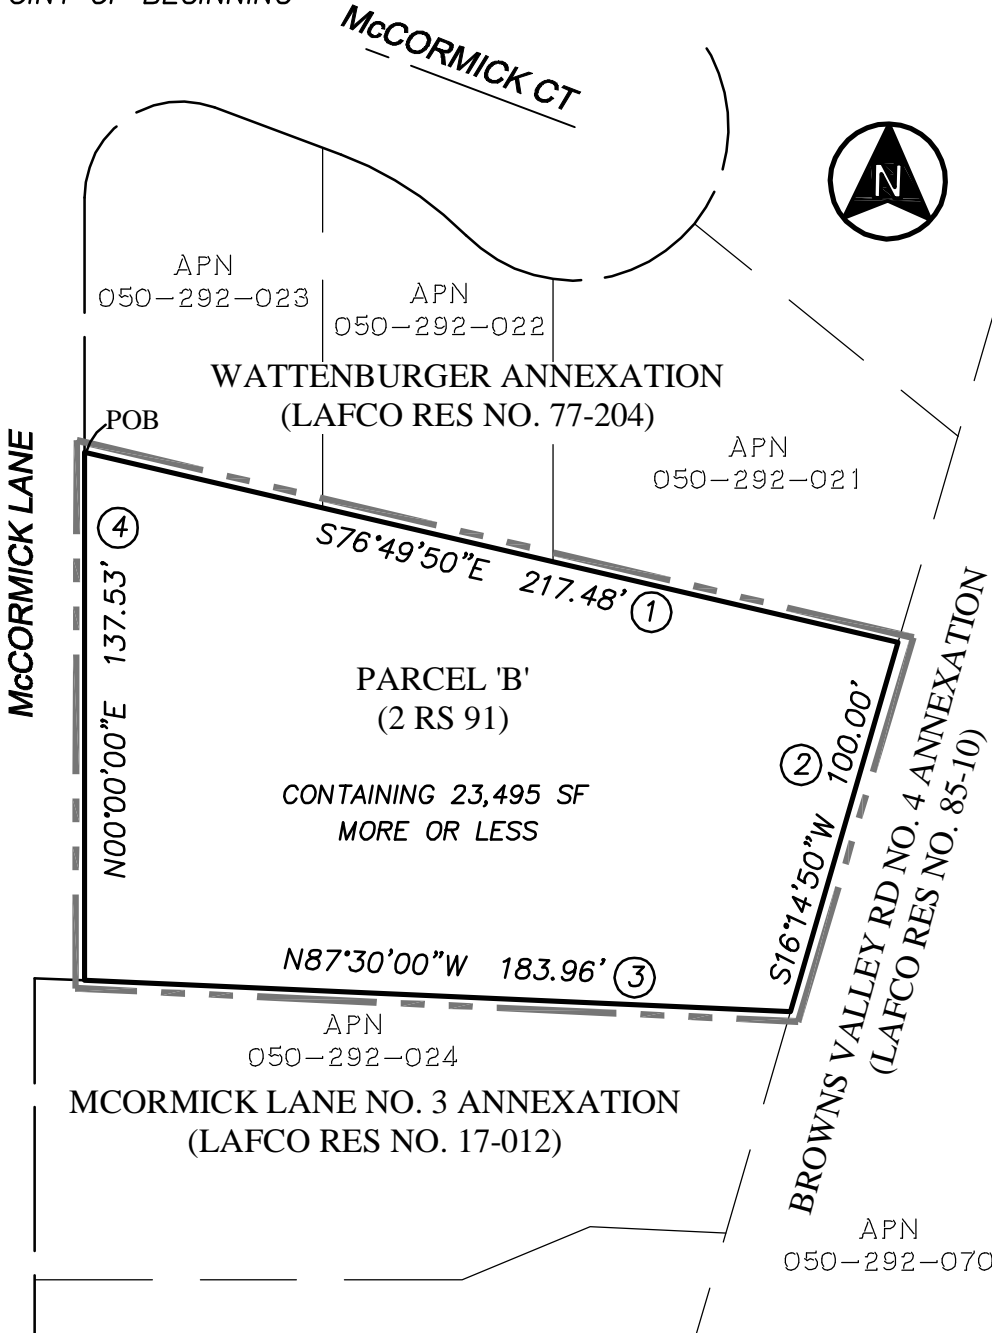 OINT OF BEGINNING
McCORMICK CT
N
APN
050-292-023
APN
050-292-022
WATTENBURGER ANNEXATION
(LAFCO RES NO. 77-204)
POB
APN
050-292-021
McCORMICK LANE
4
N00°00'00"E 137.53'
S76°49'50"E 217.48' 1
PARCEL 'B'
(2 RS 91)
CONTAINING 23,495 SF
MORE OR LESS
2
S16°14'50"W 100.00'
BROWNS VALLEY RD NO. 4 ANNEXATION
(LAFCO RES NO. 85-10)
N87°30'00"W 183.96' 3
APN
050-292-024
MCORMICK LANE NO. 3 ANNEXATION
(LAFCO RES NO. 17-012)
APN
050-292-070